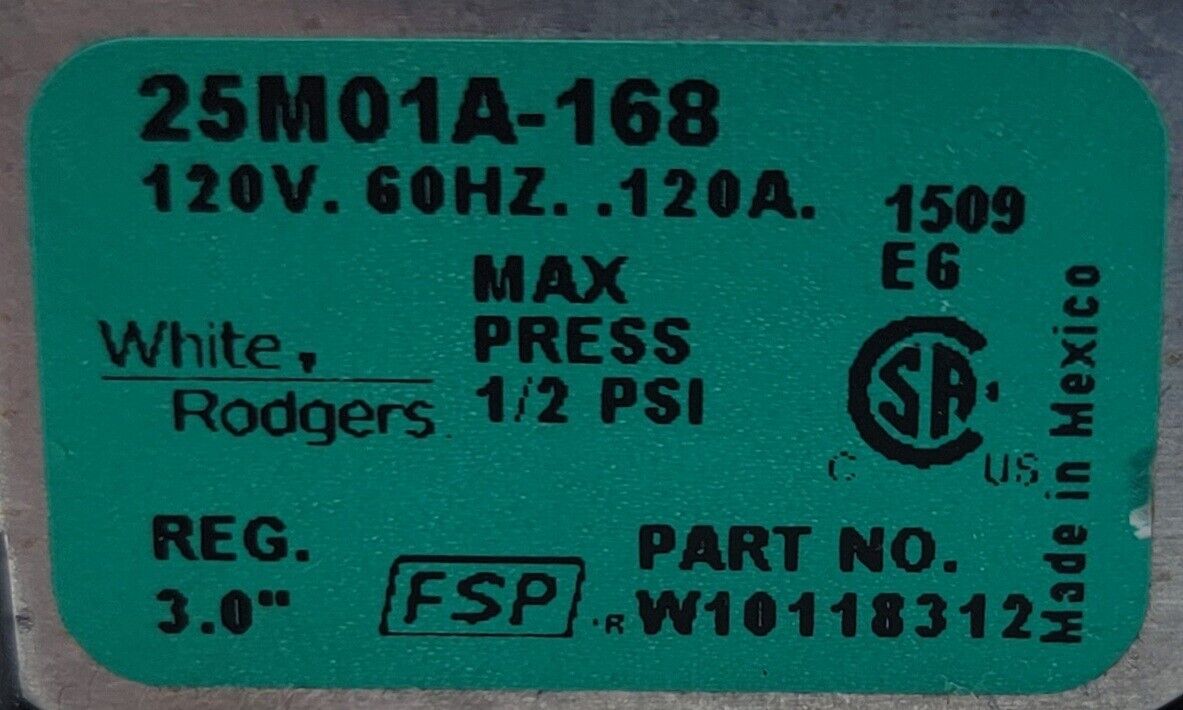 25M01A-168
120V. 60HZ. .120A.
1509
E6
MAX
PRESS
1/2 PSI
White,
Rodgers
SA
C US
Made in Mexico
REG.
3.0"
FSP
R
PART NO.
W10118312